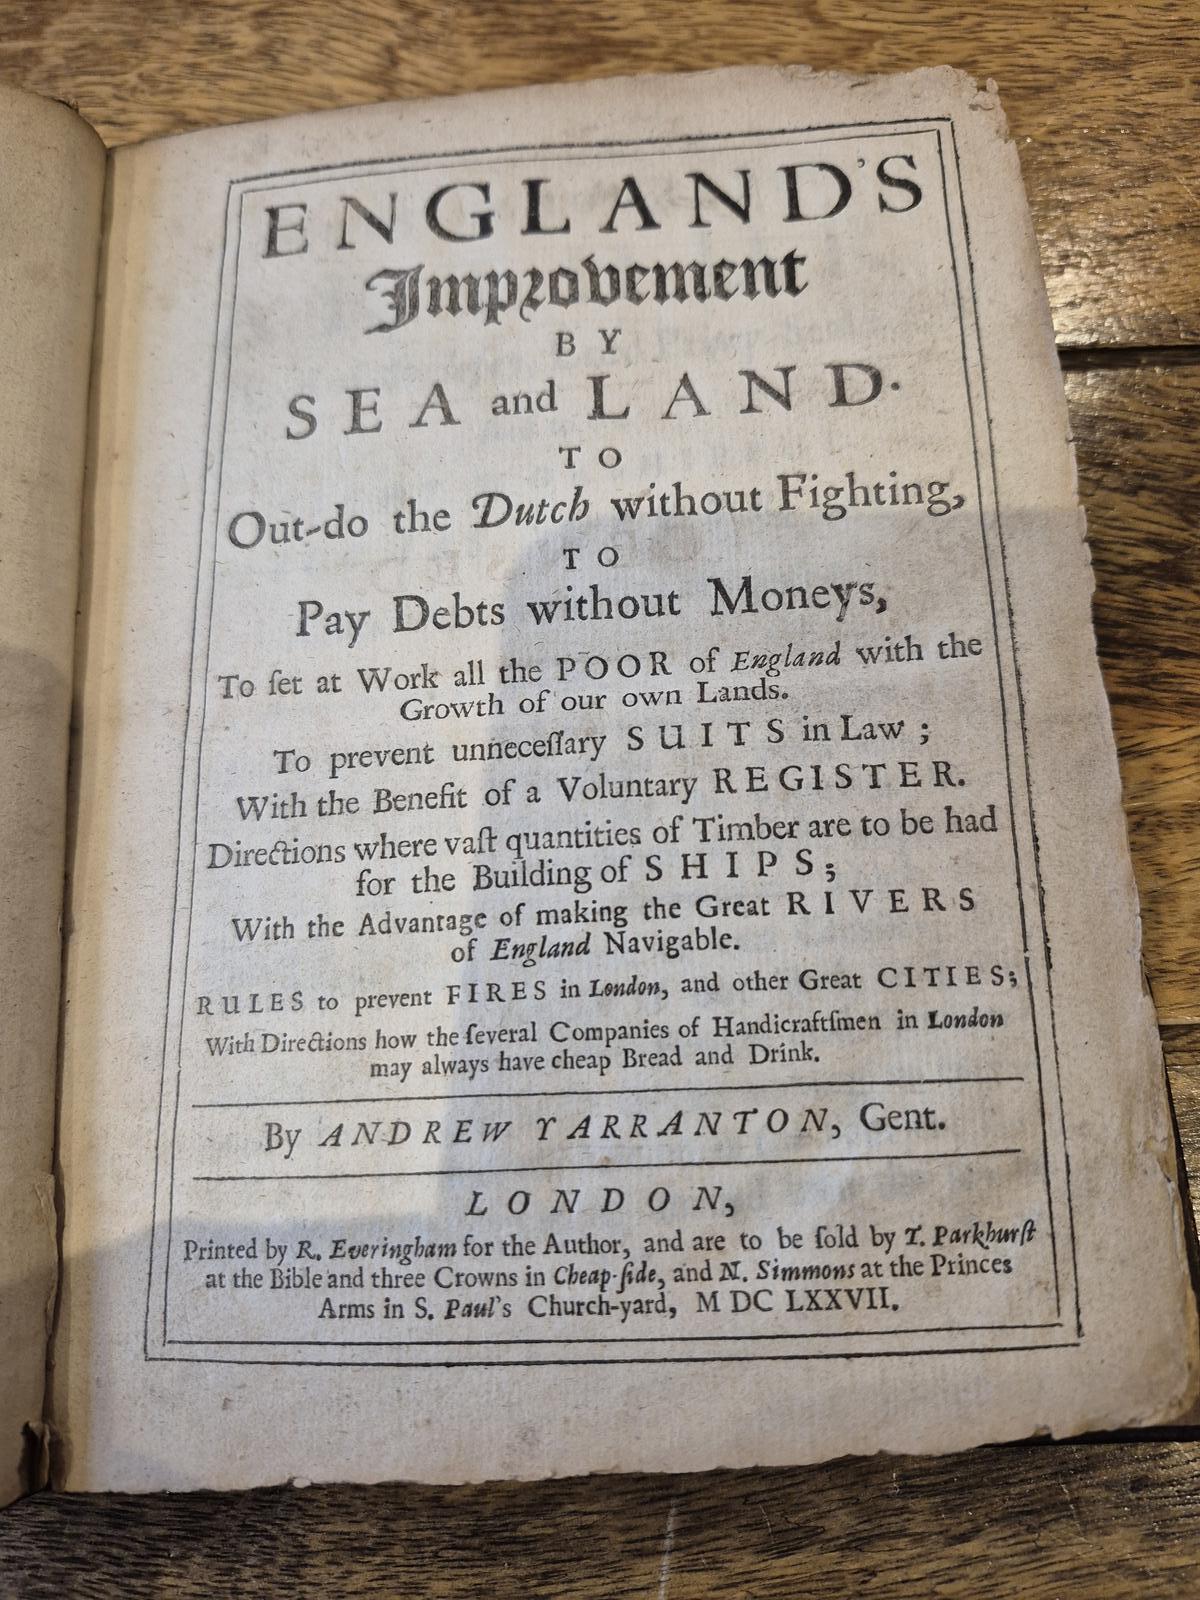 ENGLAND'S
Improvement
BY
SEA and LAND.
TO
Out-do the Dutch without Fighting,
TO
Pay Debts without Moneys,
To ſet at Work all the POOR of England with the
Growth of our own Lands.
To prevent unneceſſary SUITS in Law ;
With the Benefit of a Voluntary REGISTER.
Directions where vaſt quantities of Timber are to be had
for the Building of SHIPS;
With the Advantage of making the Great RIVERS
of England Navigable.
RULES to prevent FIRES in London, and other Great CITIES;
With Directions how the ſeveral Companies of Handicraftſmen in London
may always have cheap Bread and Drink.
By ANDREW YARRANTON, Gent.
LONDON,
Printed by R. Everingham for the Author, and are to be ſold by T. Parkhurſt
at the Bible and three Crowns in Cheap-ſide, and N. Simmons at the Princes
Arms in S. Paul's Church-yard, M DC LXXVII.